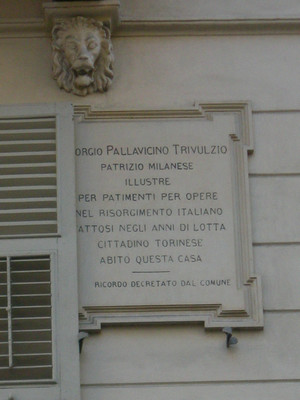 ORGIO PALLAVICINO TRIVULZIO
PATRIZIO MILANESE
ILLUSTRE
PER PATIMENTI PER OPERE
NEL RISORGIMENTO ITALIANO
ATTOSI NEGLI ANNI DI LOTTA
CITTADINO TORINESE
ABITÒ QUESTA CASA
RICORDO DECRETATO DAL COMUNE